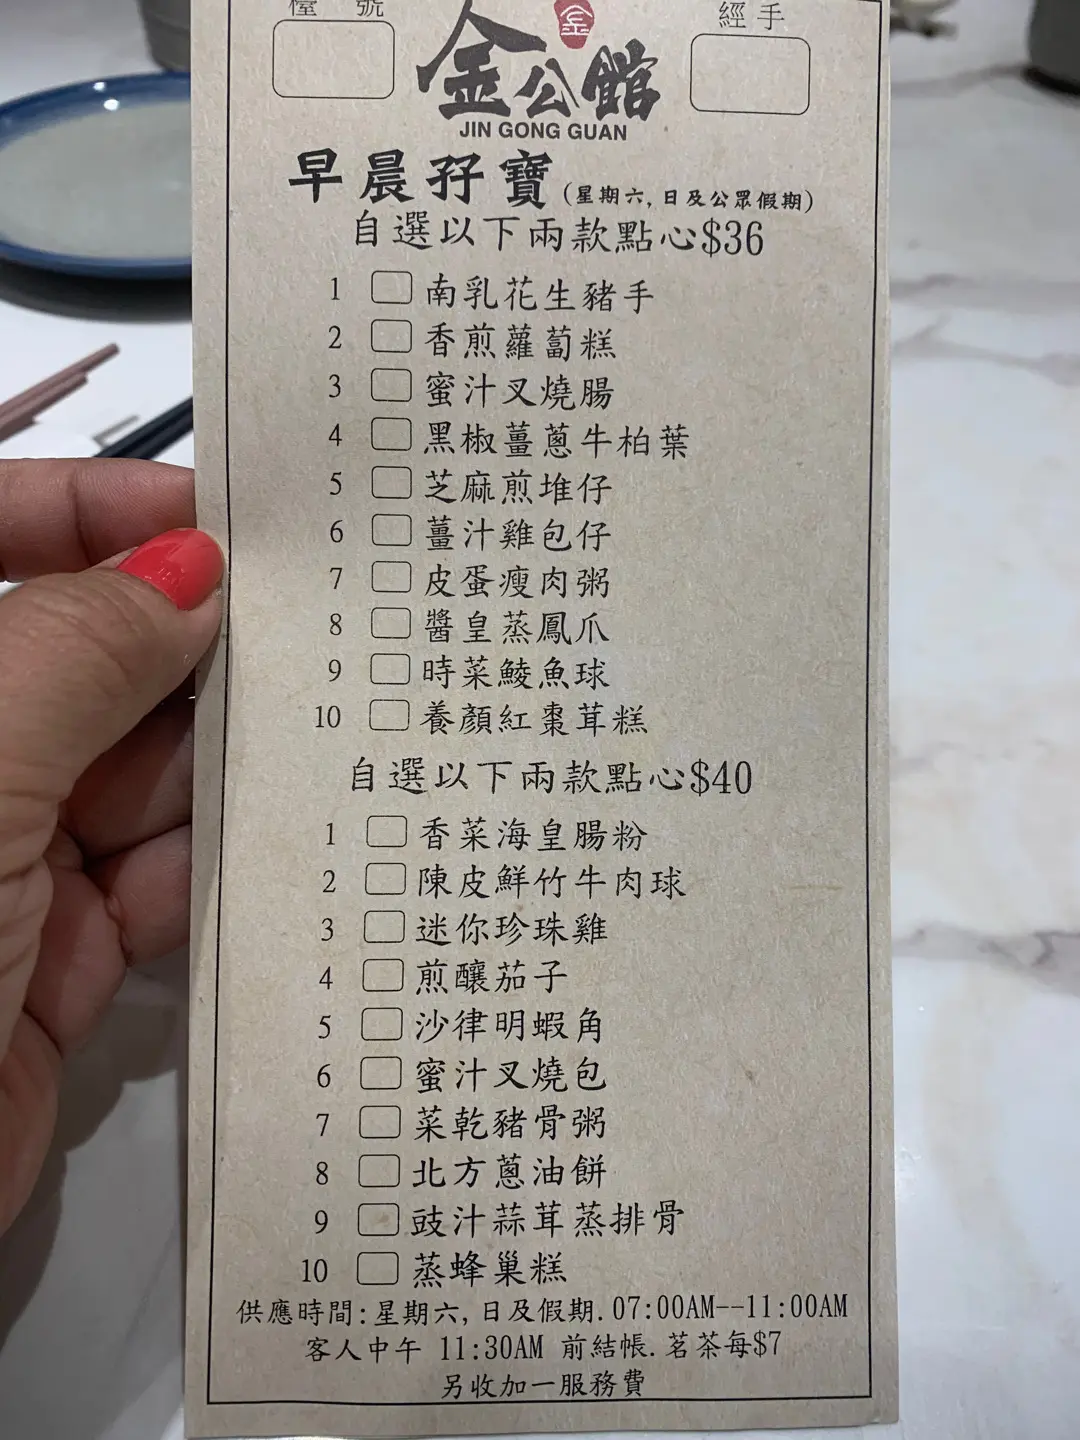 檯號
經手
金
金公館
JIN GONG GUAN
早晨孖寶(星期六,日及公眾假期)
自選以下兩款點心$36
1 南乳花生豬手
2 香煎蘿蔔糕
3 蜜汁叉燒腸
4 黑椒薑蔥牛柏葉
5 芝麻煎堆仔
6 薑汁雞包仔
7 皮蛋瘦肉粥
8 醬皇蒸鳳爪
9 時菜鯪魚球
10 養顏紅棗茸糕
自選以下兩款點心$40
1 香菜海皇腸粉
2 陳皮鮮竹牛肉球
3 迷你珍珠雞
4 煎釀茄子
5 沙律明蝦角
6 蜜汁叉燒包
7 菜乾豬骨粥
8 北方蔥油餅
9 豉汁蒜茸蒸排骨
10 蒸蜂巢糕
供應時間:星期六,日及假期.07:00AM--11:00AM
客人中午 11:30AM 前結帳.茗茶每$7
另收加一服務費